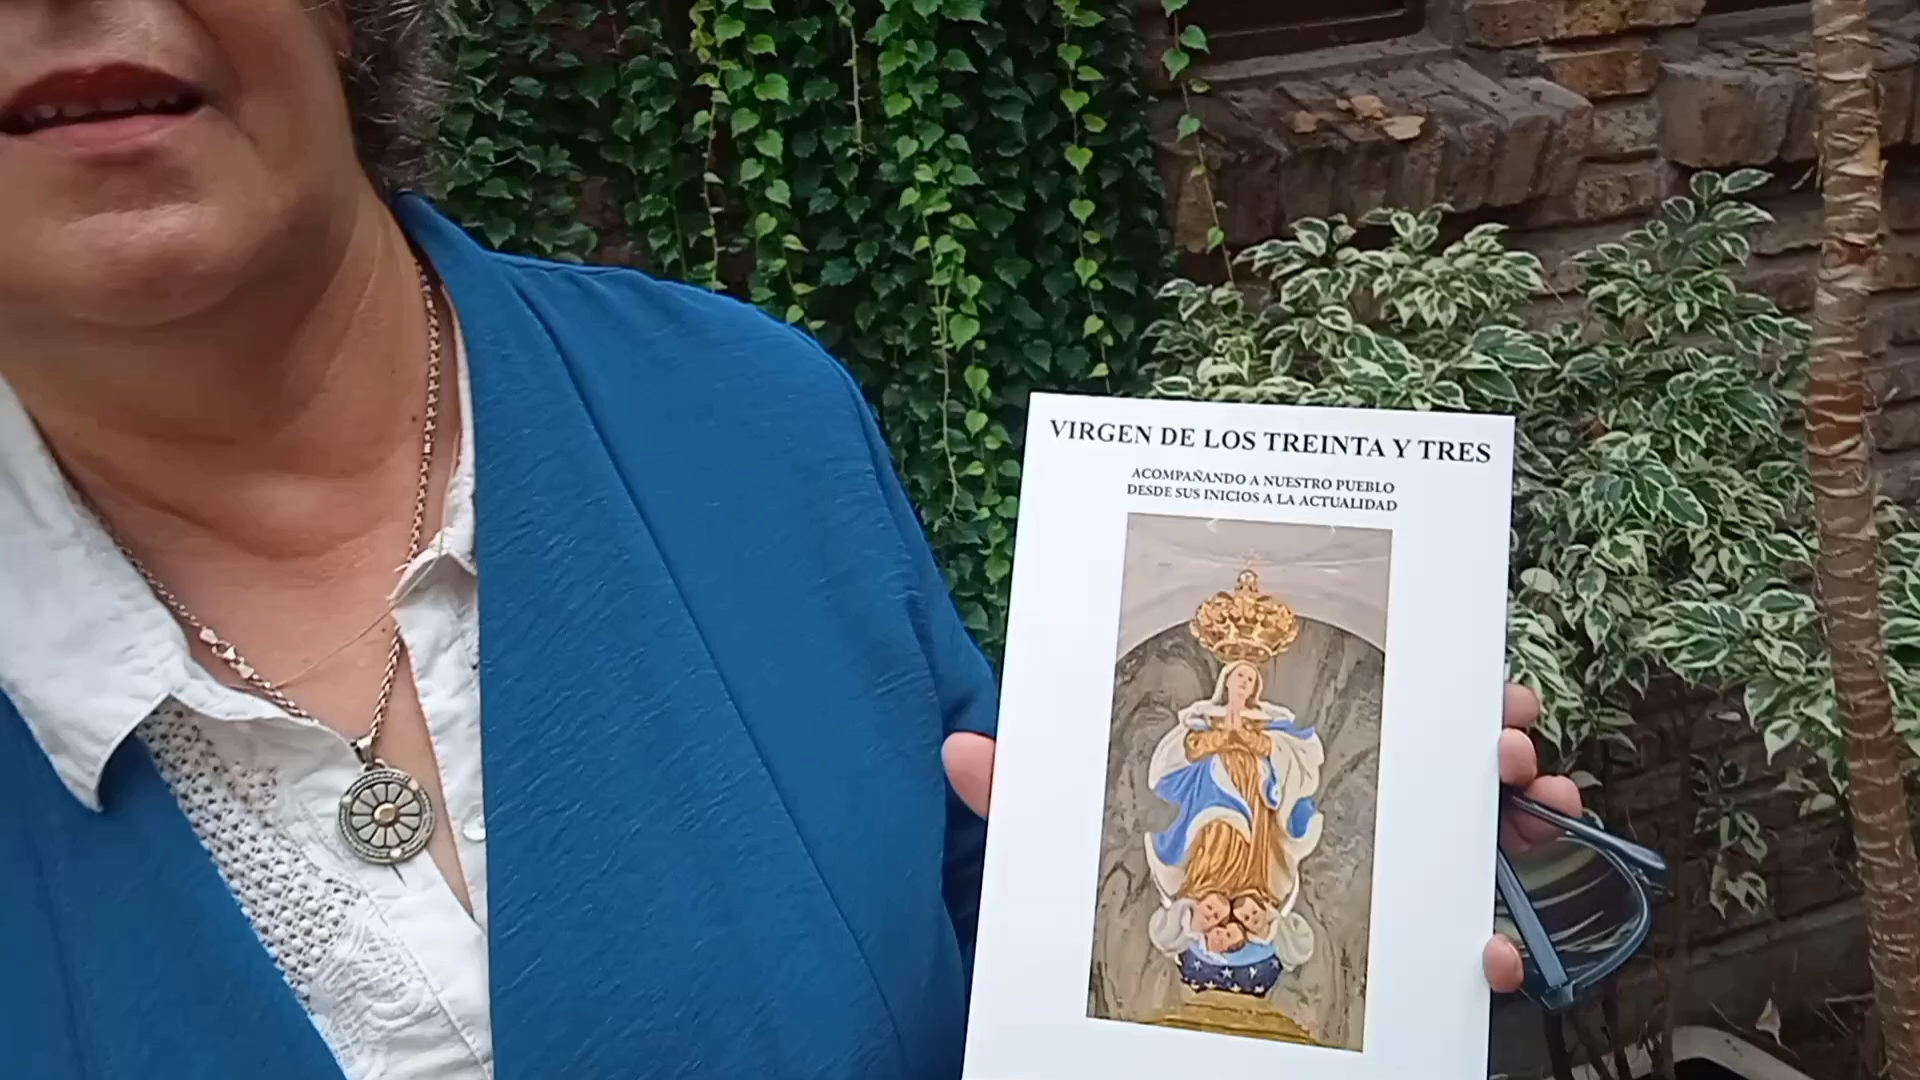 VIRGEN DE LOS TREINTA Y TRES
ACOMPAÑANDO A NUESTRO PUEBLO
DESDE SUS INICIOS A LA ACTUALIDAD